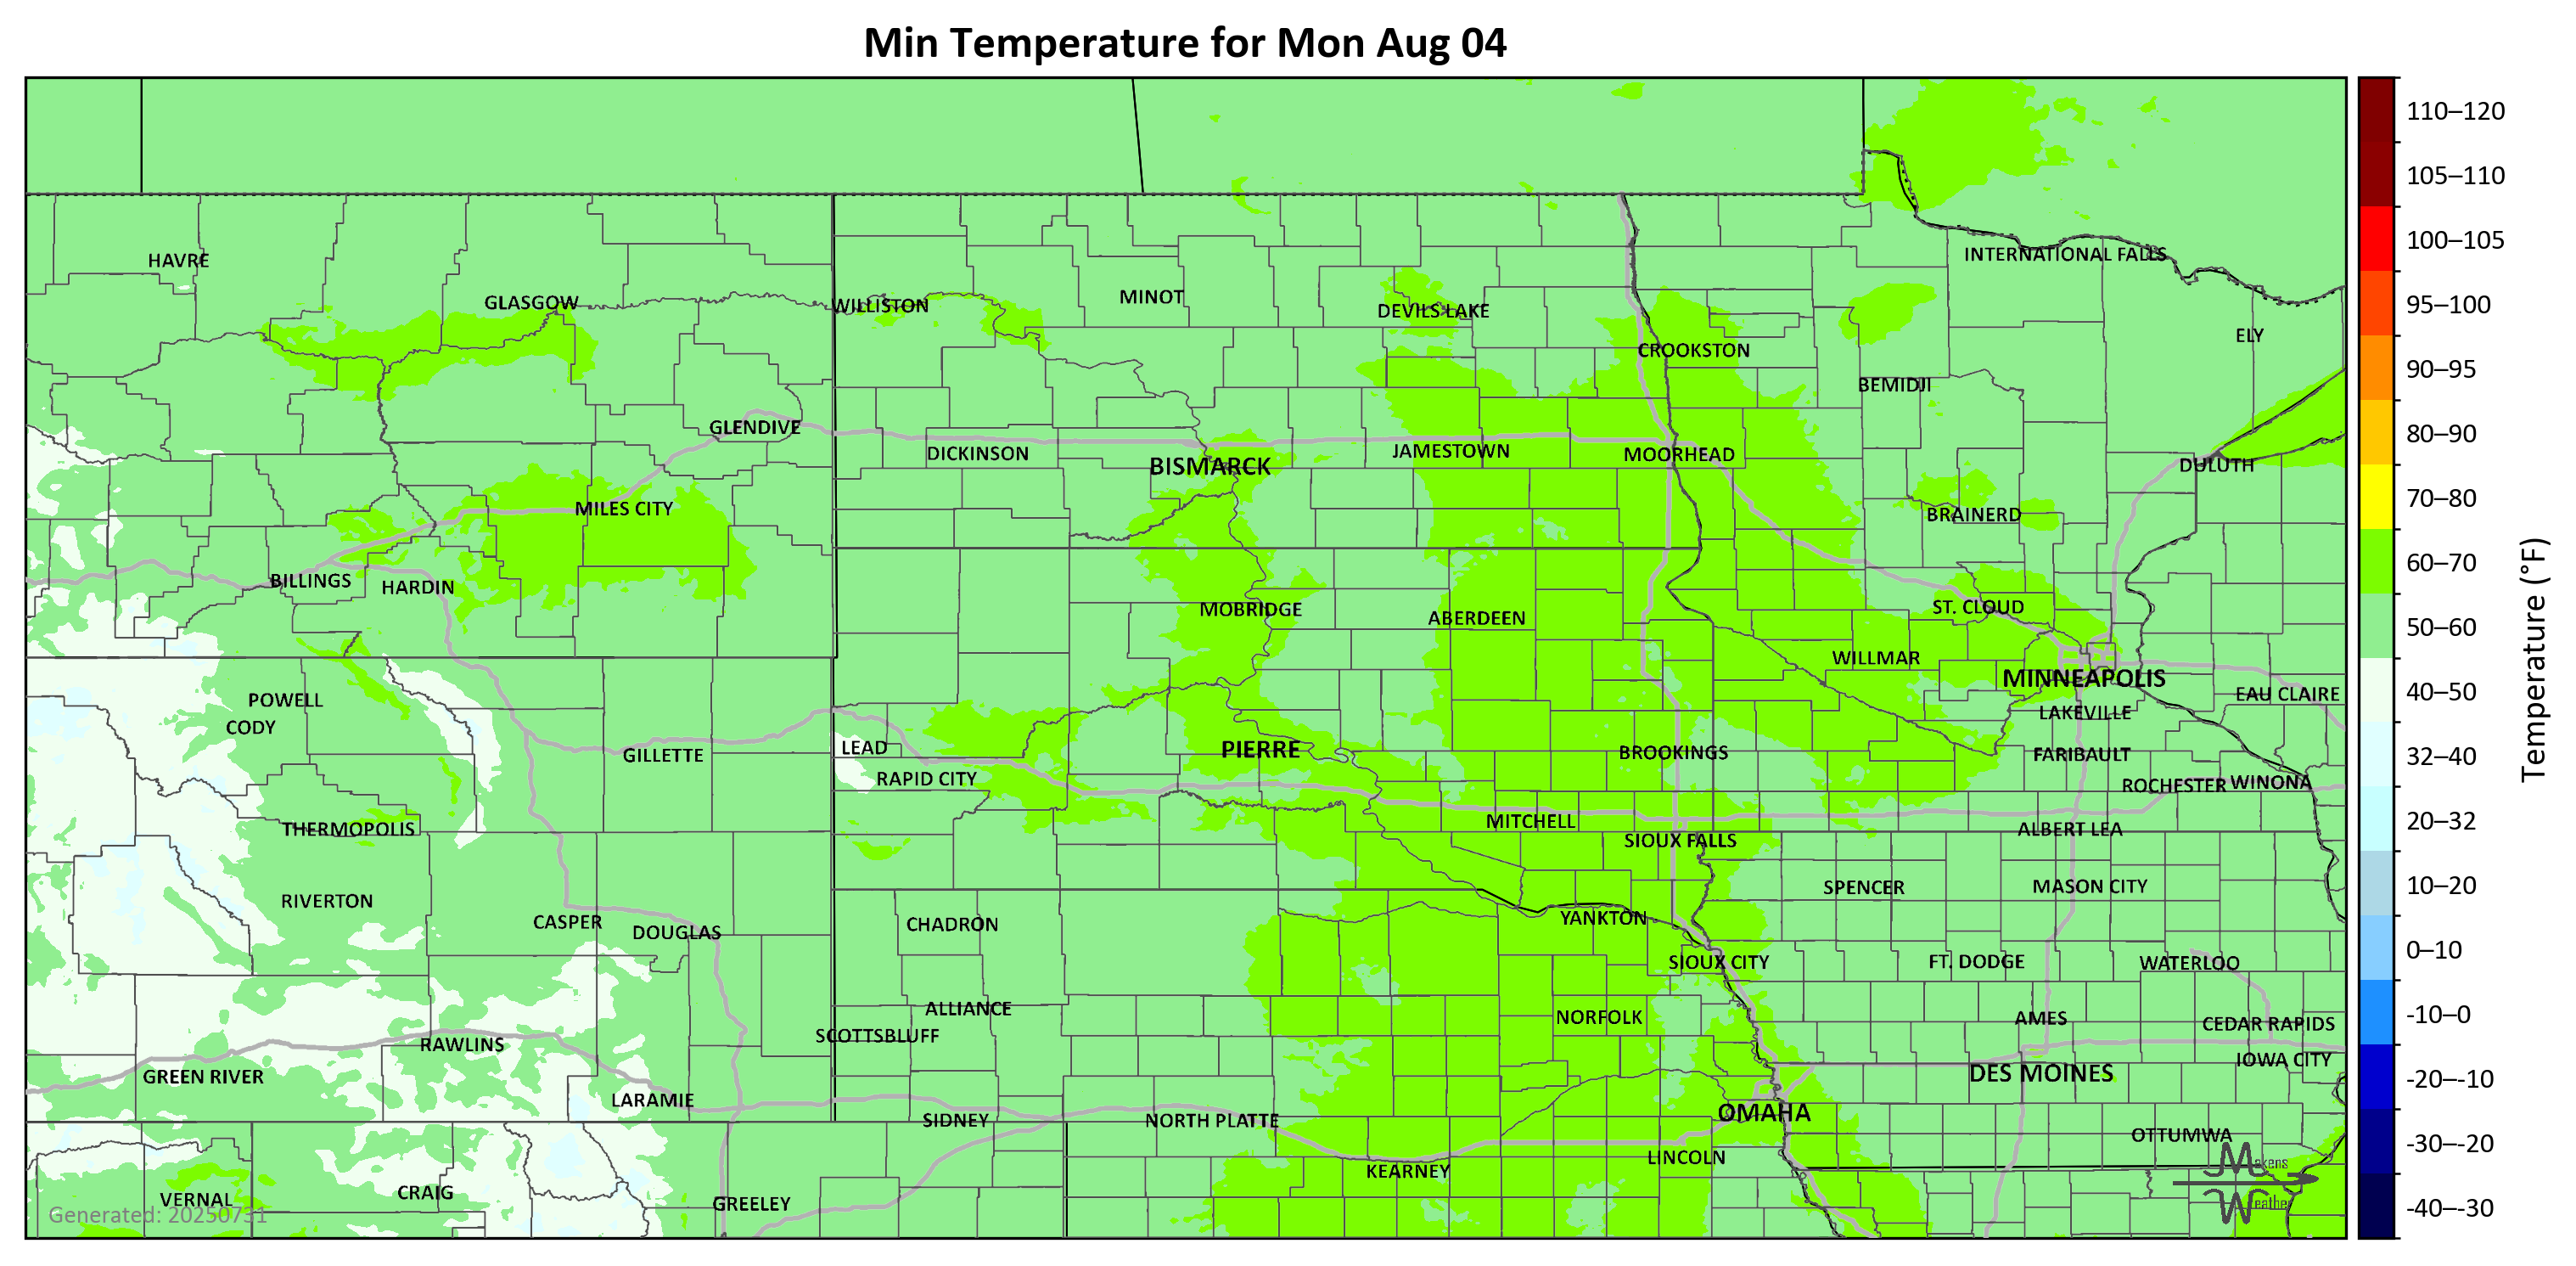 Min Temperature for Mon Aug 04
110–120
105–110
100–105
95–100
90–95
80–90
70–80
60–70
50–60
40–50
32–40
20–32
10–20
0–10
-10–0
-20–-10
-30–-20
-40–-30
Temperature (°F)
HAVRE
INTERNATIONAL FALLS
GLASGOW
WILLISTON
MINOT
DEVILS LAKE
ELY
CROOKSTON
BEMIDJI
GLENDIVE
DICKINSON
BISMARCK
JAMESTOWN
MOORHEAD
DULUTH
MILES CITY
BRAINERD
BILLINGS
HARDIN
MOBRIDGE
ABERDEEN
ST. CLOUD
WILLMAR
MINNEAPOLIS
EAU CLAIRE
POWELL
CODY
LAKEVILLE
GILLETTE
LEAD
PIERRE
BROOKINGS
FARIBAULT
RAPID CITY
ROCHESTER
WINONA
THERMOPOLIS
MITCHELL
SIOUX FALLS
ALBERT LEA
RIVERTON
SPENCER
MASON CITY
CASPER
DOUGLAS
CHADRON
YANKTON
SIOUX CITY
FT. DODGE
WATERLOO
ALLIANCE
NORFOLK
AMES
CEDAR RAPIDS
SCOTTSBLUFF
RAWLINS
IOWA CITY
GREEN RIVER
DES MOINES
LARAMIE
SIDNEY
NORTH PLATTE
OMAHA
OTTUMWA
KEARNEY
LINCOLN
VERNAL
CRAIG
GREELEY
Makens
Weather
Generated: 20250731